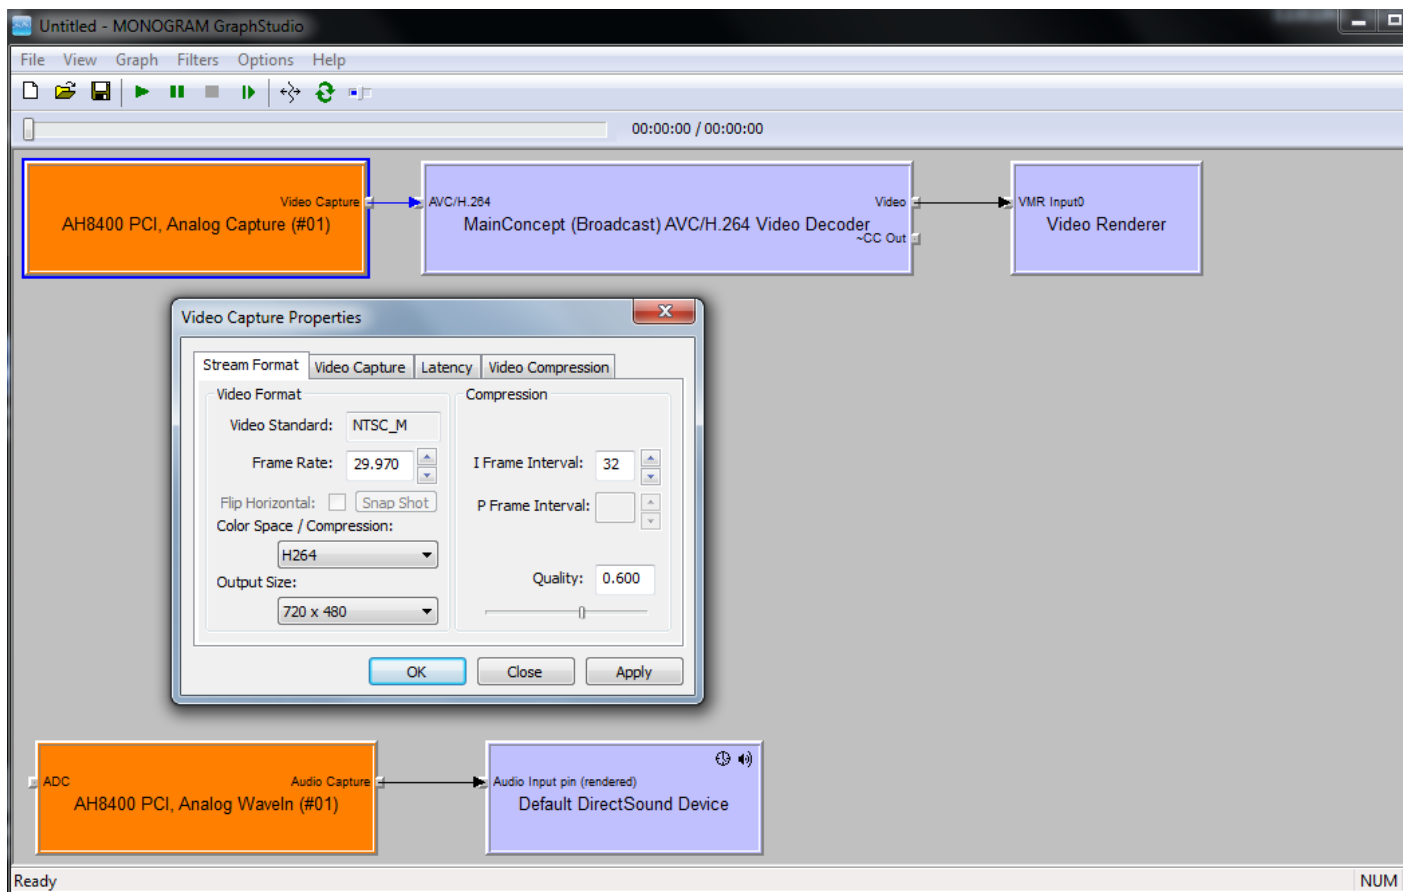 Untitled - MONOGRAM GraphStudio
File View Graph Filters Options Help
00:00:00 / 00:00:00
Video Capture
AH8400 PCI, Analog Capture (#01)
AVC/H.264
Video
MainConcept (Broadcast) AVC/H.264 Video Decoder
~CC Out
VMR Input0
Video Renderer
Video Capture Properties
Stream Format Video Capture Latency Video Compression
Video Format
Compression
Video Standard: NTSC_M
Frame Rate: 29.970
I Frame Interval: 32
Flip Horizontal: Snap Shot
P Frame Interval:
Color Space / Compression:
H264
Output Size:
Quality: 0.600
720 x 480
OK Close Apply
ADC
Audio Capture
AH8400 PCI, Analog WaveIn (#01)
Audio Input pin (rendered)
Default DirectSound Device
Ready
NUM